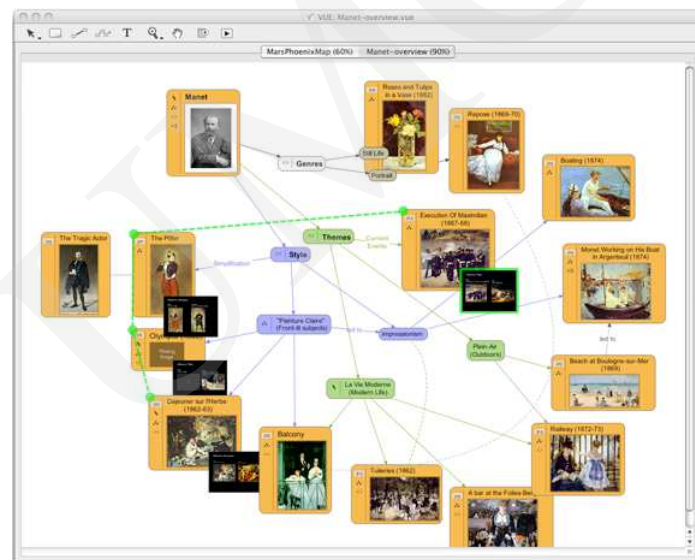 VUE: Manet-overview.vue
MarsPhoenixMap (60%)
Manet-overview (90%)
Manet
Roses and Tulips
in a Vase (1882)
Repose (1869-70)
Genres
Still Life
Portrait
Boating (1874)
The Tragic Actor
The Fifer
Execution Of Maximilian
(1867-68)
Themes
Current
Events
Style
Simplification
Monet Working on His Boat
in Argenteuil (1874)
"Peinture Claire"
(Front-lit subjects)
led to
Impressionism
Plein Air
(Outdoors)
led to
Beach at Boulogne-sur-Mer
(1869)
La Vie Moderne
(Modern Life)
Dejeuner sur l'Herbe
(1862-63)
Balcony
Railway (1872-73)
Tuileries (1862)
A bar at the Folies Ber